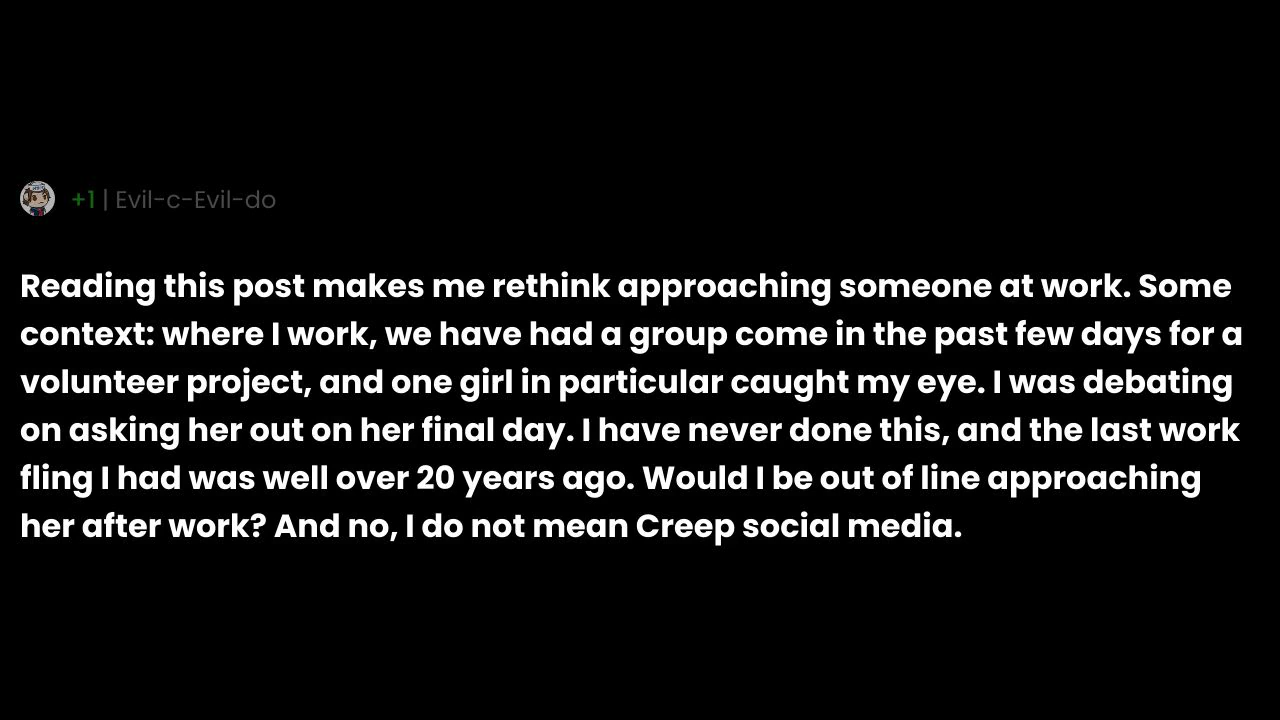 +1 | Evil-c-Evil-do
Reading this post makes me rethink approaching someone at work. Some
context: where I work, we have had a group come in the past few days for a
volunteer project, and one girl in particular caught my eye. I was debating
on asking her out on her final day. I have never done this, and the last work
fling I had was well over 20 years ago. Would I be out of line approaching
her after work? And no, I do not mean Creep social media.